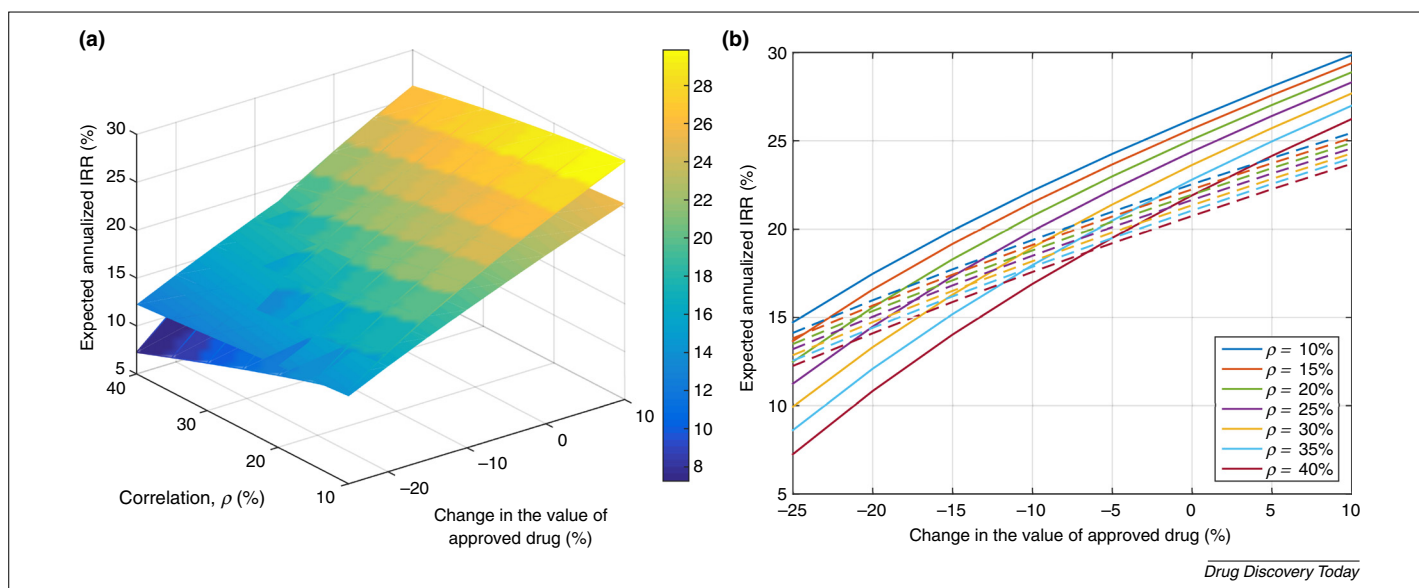 (a)
Expected annualized IRR (%)
30
25
20
15
10
5
40
30
20
10
Correlation, ρ (%)
–20
–10
0
10
Change in the value of
approved drug (%)
28
26
24
22
20
18
16
14
12
10
8
(b)
Expected annualized IRR (%)
30
25
20
15
10
5
–25
–20
–15
–10
–5
0
5
10
Change in the value of approved drug (%)
ρ = 10%
ρ = 15%
ρ = 20%
ρ = 25%
ρ = 30%
ρ = 35%
ρ = 40%
Drug Discovery Today